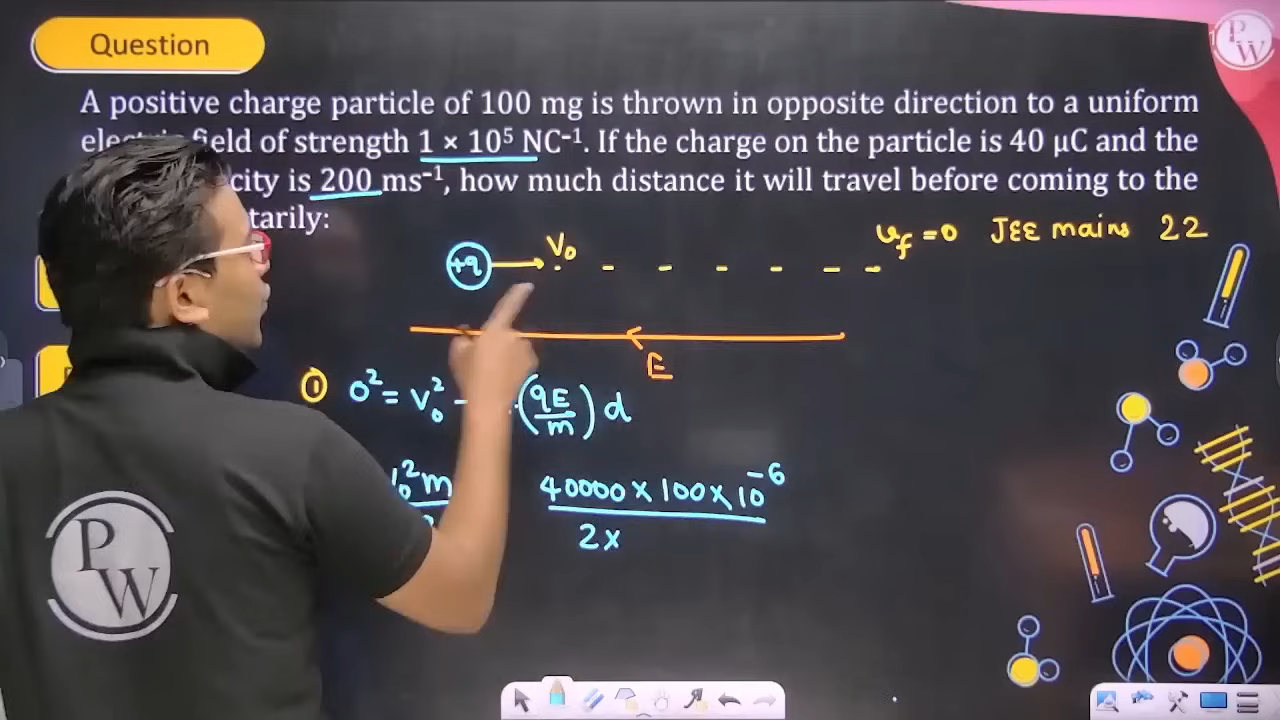 Question
A positive charge particle of 100 mg is thrown in opposite direction to a uniform
field of strength 1 × 10⁵ NC⁻¹. If the charge on the particle is 40 μC and the
is 200 ms⁻¹, how much distance it will travel before coming to the
+q V₀ v_f = 0 JEE mains 22
E
① 0² = V₀² - (qE/m) d
40000 × 100 × 10⁻⁶
2×
PW
PW